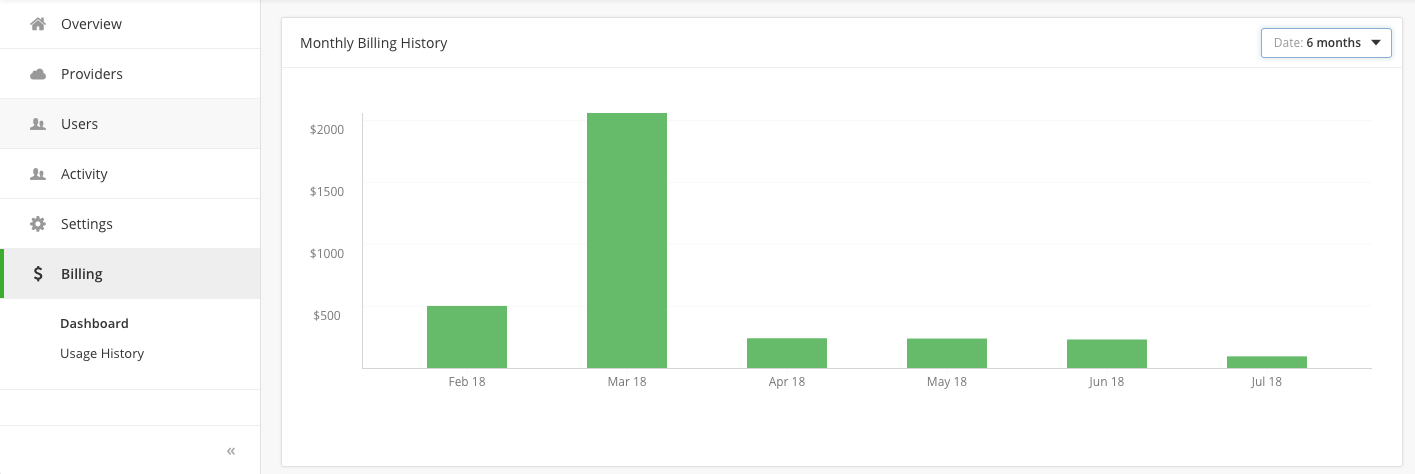 Overview
Providers
Users
Activity
Settings
$ Billing
Dashboard
Usage History
«
Monthly Billing History
Date: 6 months
$2000
$1500
$1000
$500
Feb 18
Mar 18
Apr 18
May 18
Jun 18
Jul 18